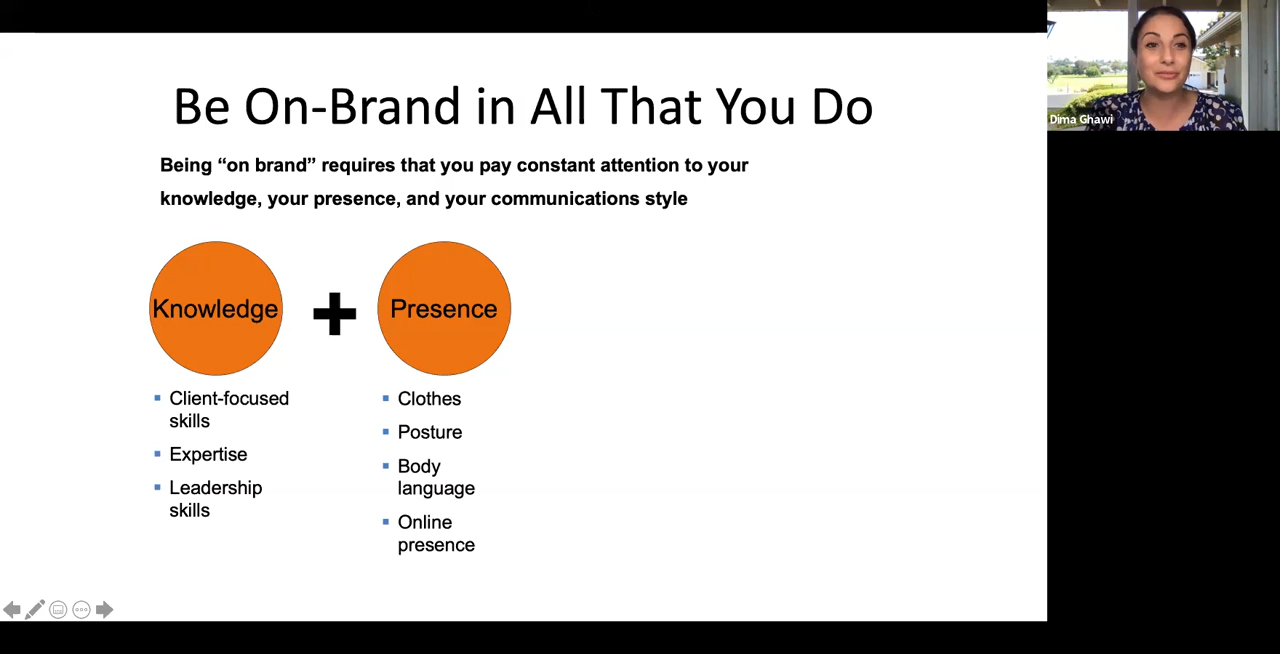 Be On-Brand in All That You Do
Dima Ghawi
Being “on brand” requires that you pay constant attention to your
knowledge, your presence, and your communications style
Knowledge
+
Presence
Client-focused
skills
Expertise
Leadership
skills
Clothes
Posture
Body
language
Online
presence